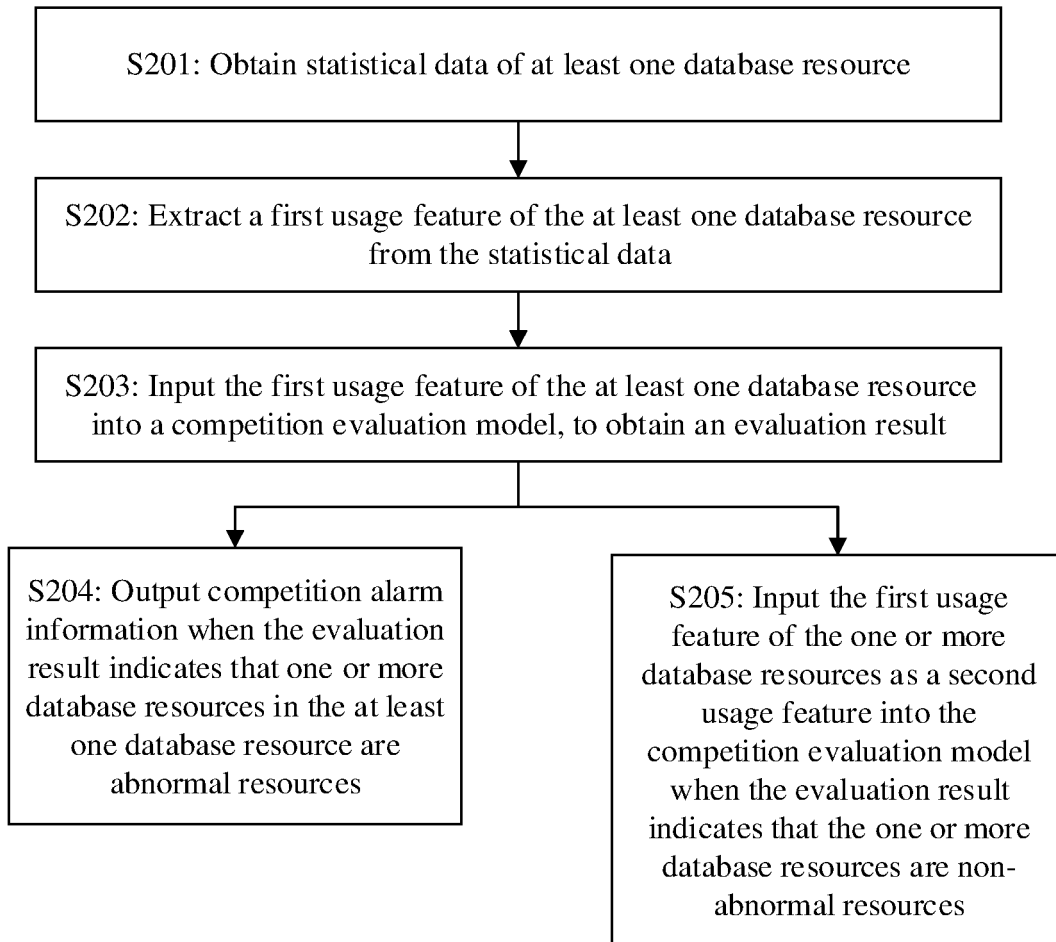 S201: Obtain statistical data of at least one database resource
S202: Extract a first usage feature of the at least one database resource
from the statistical data
S203: Input the first usage feature of the at least one database resource
into a competition evaluation model, to obtain an evaluation result
S204: Output competition alarm
information when the evaluation
result indicates that one or more
database resources in the at least
one database resource are
abnormal resources
S205: Input the first usage
feature of the one or more
database resources as a second
usage feature into the
competition evaluation model
when the evaluation result
indicates that the one or more
database resources are non-
abnormal resources